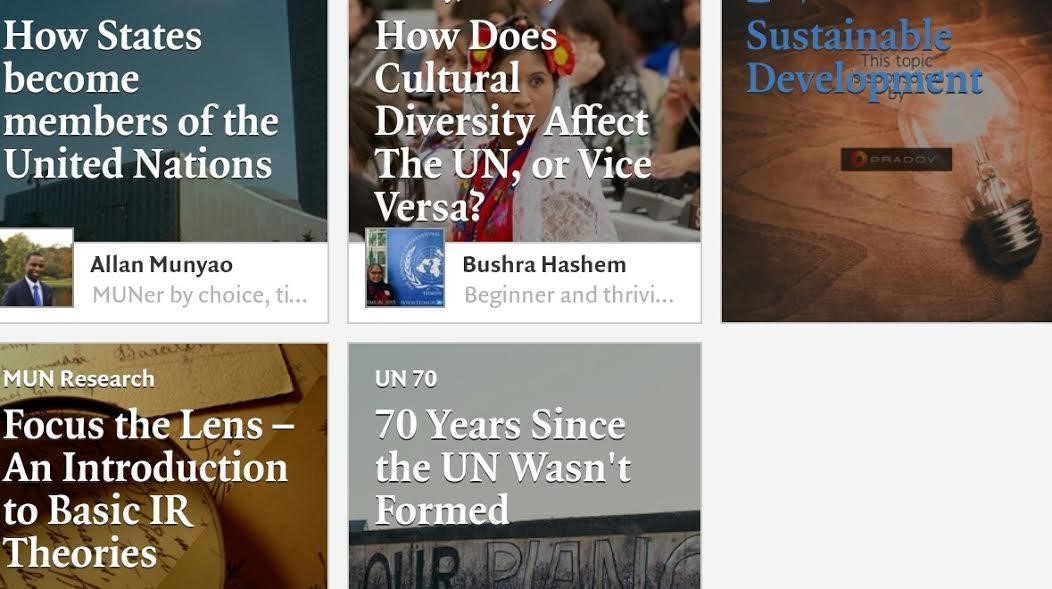 How States
become
members of the
United Nations
Allan Munyao
MUNer by choice, ti...
How Does
Cultural
Diversity Affect
The UN, or Vice
Versa?
Bushra Hashem
Beginner and thrivi...
Sustainable
Development
This topic
by
PRADOV
MUN Research
Focus the Lens –
An Introduction
to Basic IR
Theories
UN 70
70 Years Since
the UN Wasn't
Formed
OUR